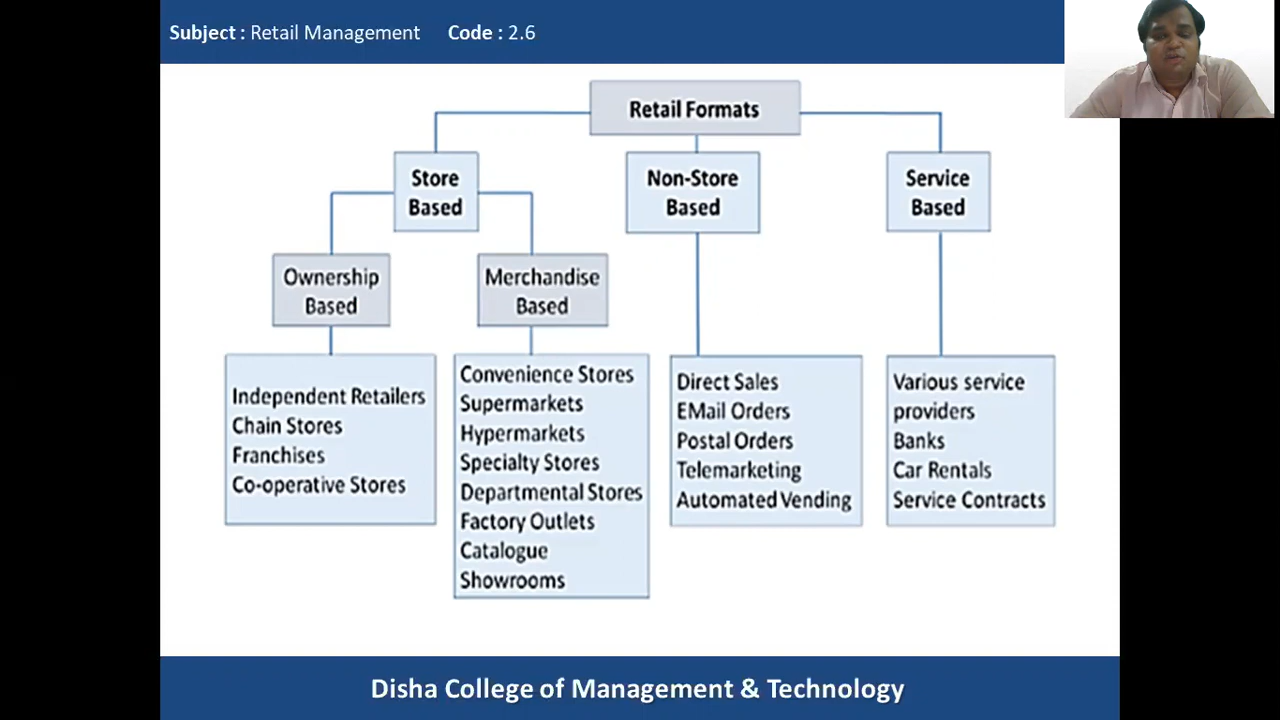 Subject : Retail Management Code : 2.6
Retail Formats
Store
Based
Non-Store
Based
Service
Based
Ownership
Based
Merchandise
Based
Independent Retailers
Chain Stores
Franchises
Co-operative Stores
Convenience Stores
Supermarkets
Hypermarkets
Specialty Stores
Departmental Stores
Factory Outlets
Catalogue
Showrooms
Direct Sales
EMail Orders
Postal Orders
Telemarketing
Automated Vending
Various service
providers
Banks
Car Rentals
Service Contracts
Disha College of Management & Technology